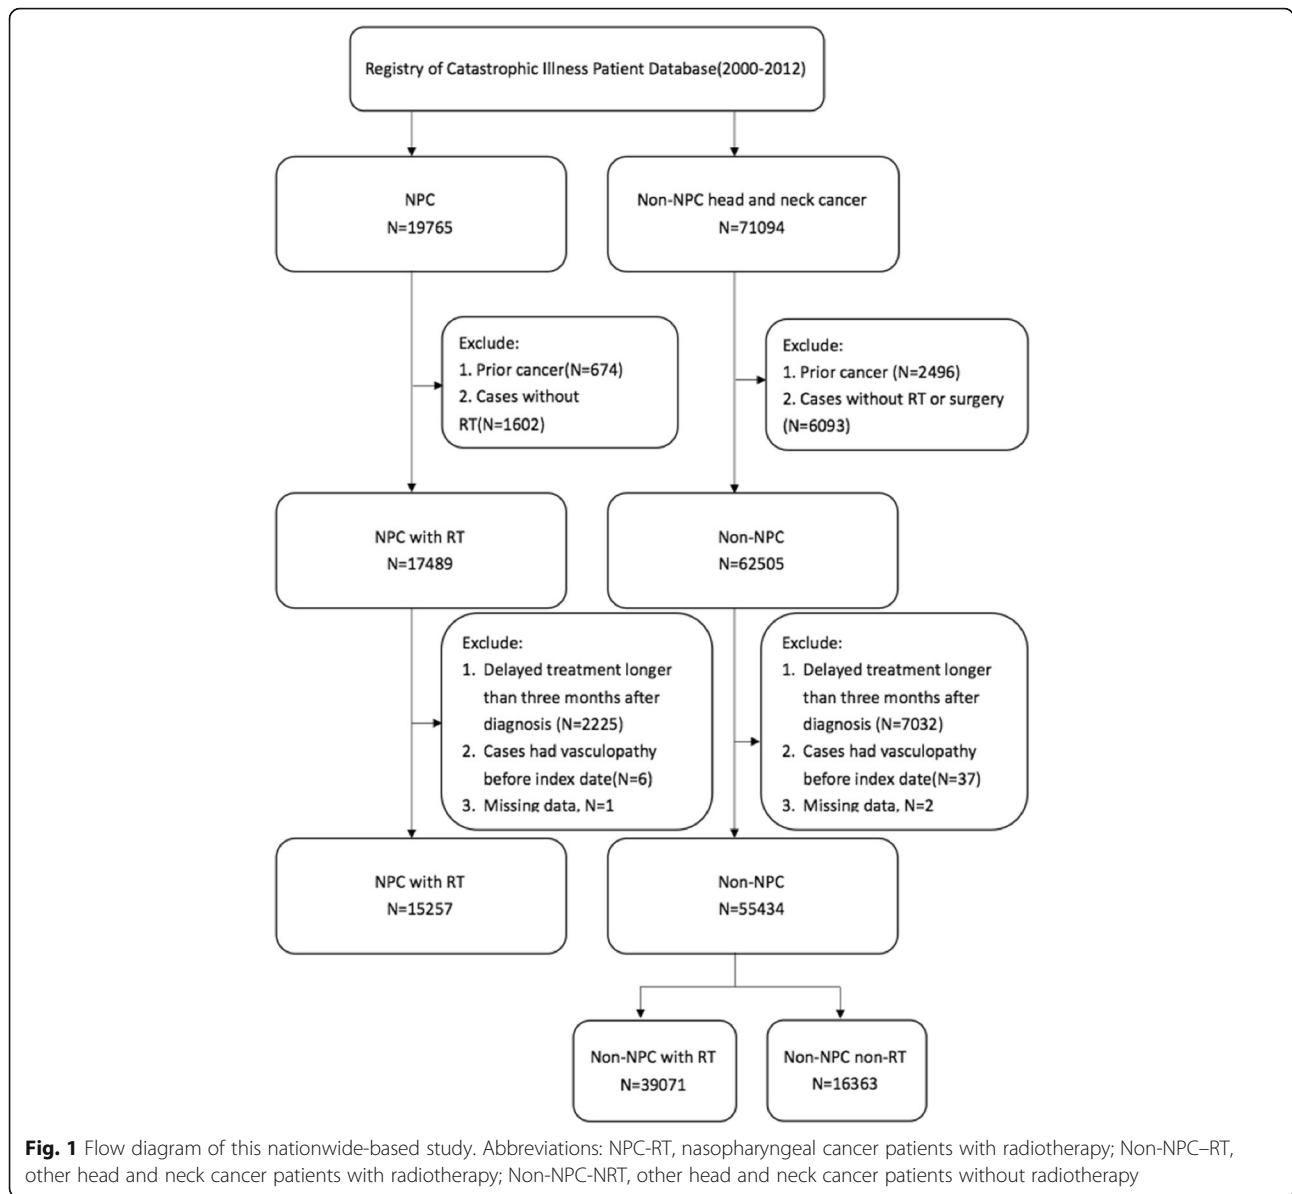 Registry of Catastrophic Illness Patient Database(2000-2012)
NPC
N=19765
Non-NPC head and neck cancer
N=71094
Exclude:
1. Prior cancer(N=674)
2. Cases without
RT(N=1602)
Exclude:
1. Prior cancer (N=2496)
2. Cases without RT or surgery
(N=6093)
NPC with RT
N=17489
Non-NPC
N=62505
Exclude:
1. Delayed treatment longer
than three months after
diagnosis (N=2225)
2. Cases had vasculopathy
before index date(N=6)
3. Missing data, N=1
Exclude:
1. Delayed treatment longer
than three months after
diagnosis (N=7032)
2. Cases had vasculopathy
before index date(N=37)
3. Missing data, N=2
NPC with RT
N=15257
Non-NPC
N=55434
Non-NPC with RT
N=39071
Non-NPC non-RT
N=16363
Fig. 1 Flow diagram of this nationwide-based study. Abbreviations: NPC-RT, nasopharyngeal cancer patients with radiotherapy; Non-NPC–RT,
other head and neck cancer patients with radiotherapy; Non-NPC-NRT, other head and neck cancer patients without radiotherapy